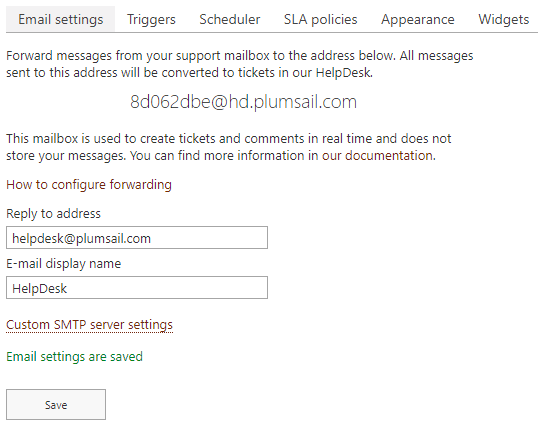 Email settings Triggers Scheduler SLA policies Appearance Widgets
Forward messages from your support mailbox to the address below. All messages
sent to this address will be converted to tickets in our HelpDesk.
8d062dbe@hd.plumsail.com
This mailbox is used to create tickets and comments in real time and does not
store your messages. You can find more information in our documentation.
How to configure forwarding
Reply to address
helpdesk@plumsail.com
E-mail display name
HelpDesk
Custom SMTP server settings
Email settings are saved
Save